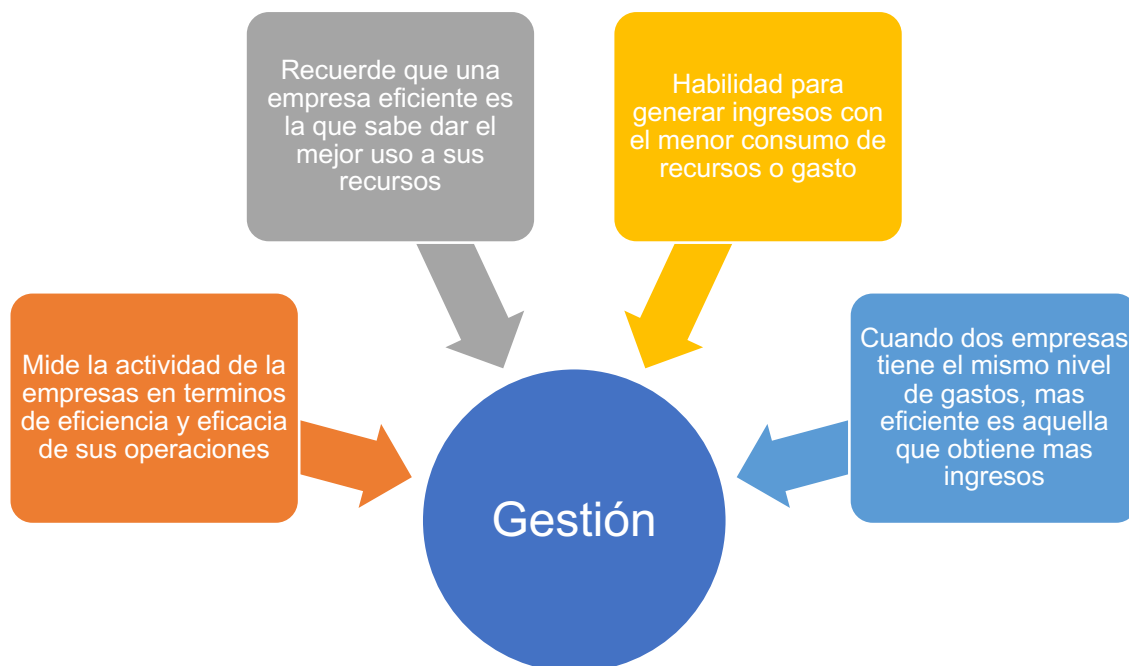 Recuerde que una
empresa eficiente es
la que sabe dar el
mejor uso a sus
recursos
Habilidad para
generar ingresos con
el menor consumo de
recursos o gasto
Mide la actividad de la
empresas en terminos
de eficiencia y eficacia
de sus operaciones
Cuando dos empresas
tiene el mismo nivel
de gastos, mas
eficiente es aquella
que obtiene mas
ingresos
Gestión